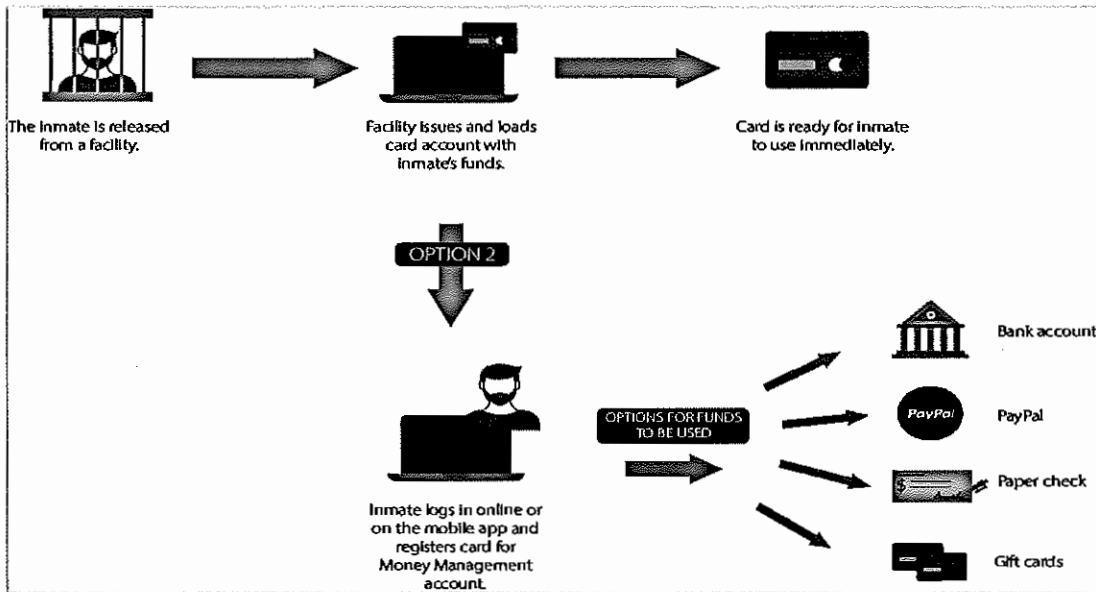 The inmate is released
from a facility.
Facility issues and loads
card account with
inmate's funds.
Card is ready for inmate
to use immediately.
OPTION 2
Inmate logs in online or
on the mobile app and
registers card for
Money Management
account.
OPTIONS FOR FUNDS
TO BE USED
Bank account
PayPal
PayPal
$
Paper check
Gift cards